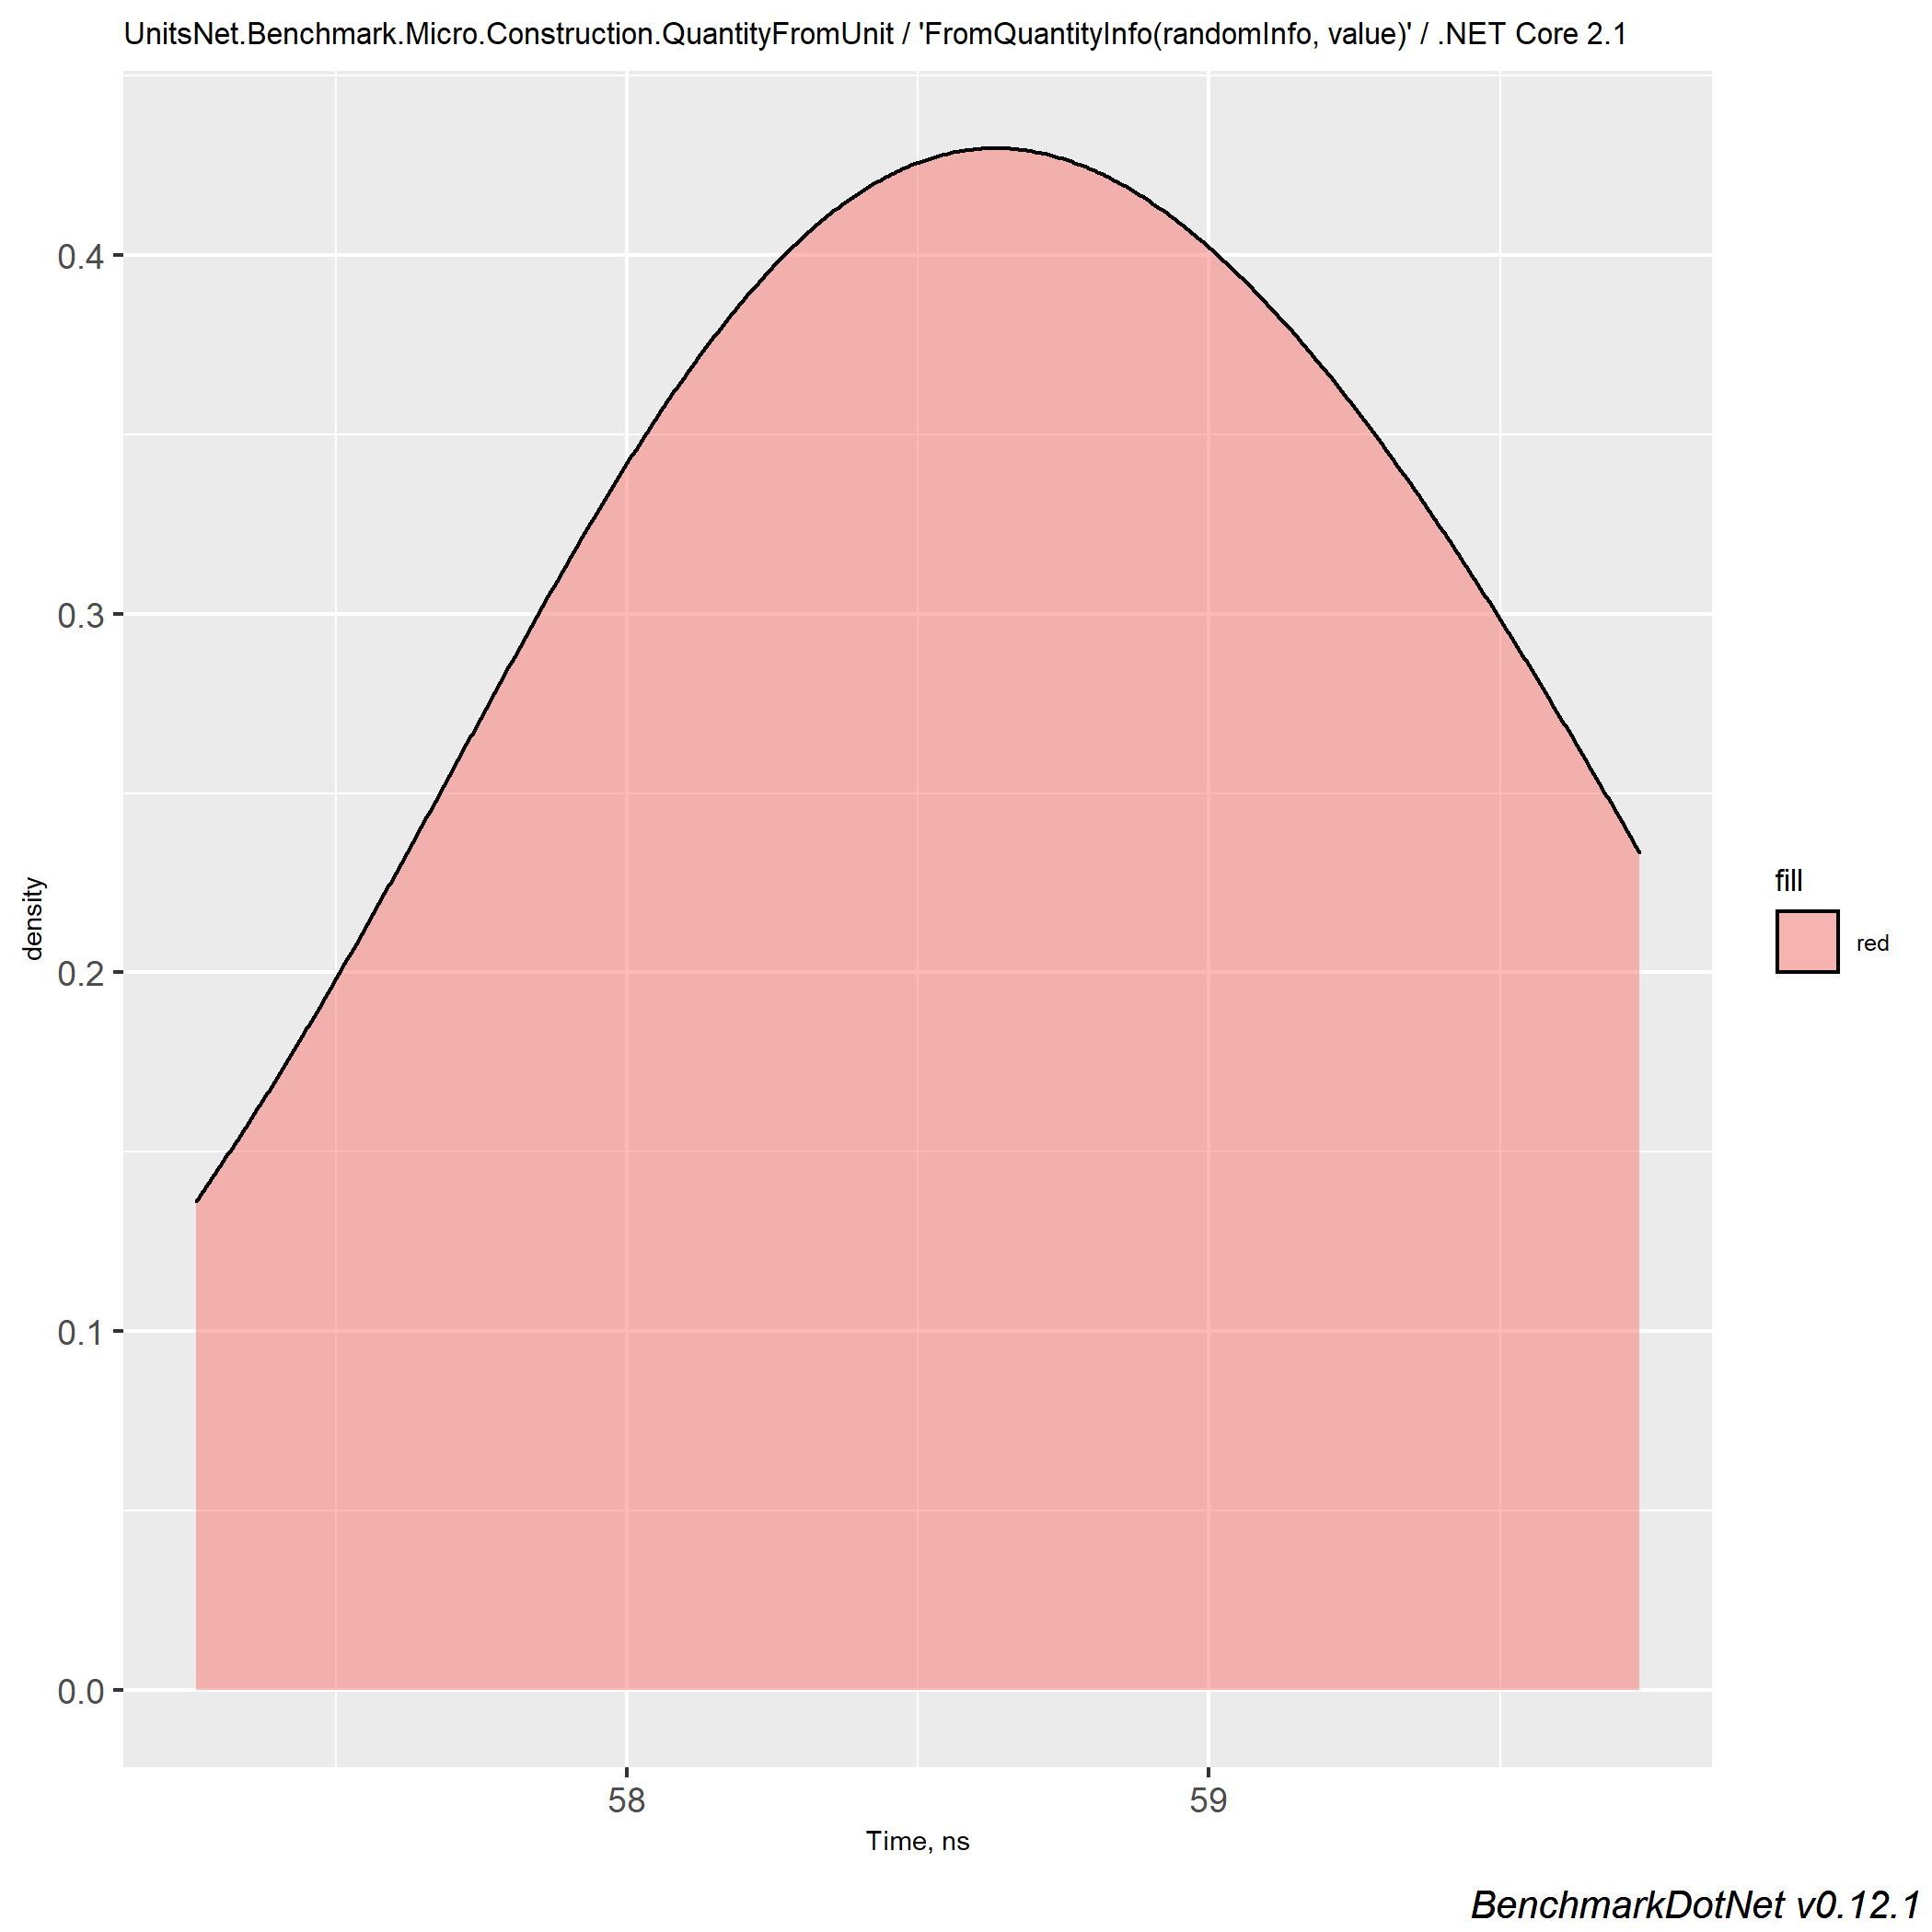 UnitsNet.Benchmark.Micro.Construction.QuantityFromUnit / 'FromQuantityInfo(randomInfo, value)' / .NET Core 2.1
0.4
0.3
0.2
0.1
0.0
density
58
59
Time, ns
fill
red
BenchmarkDotNet v0.12.1